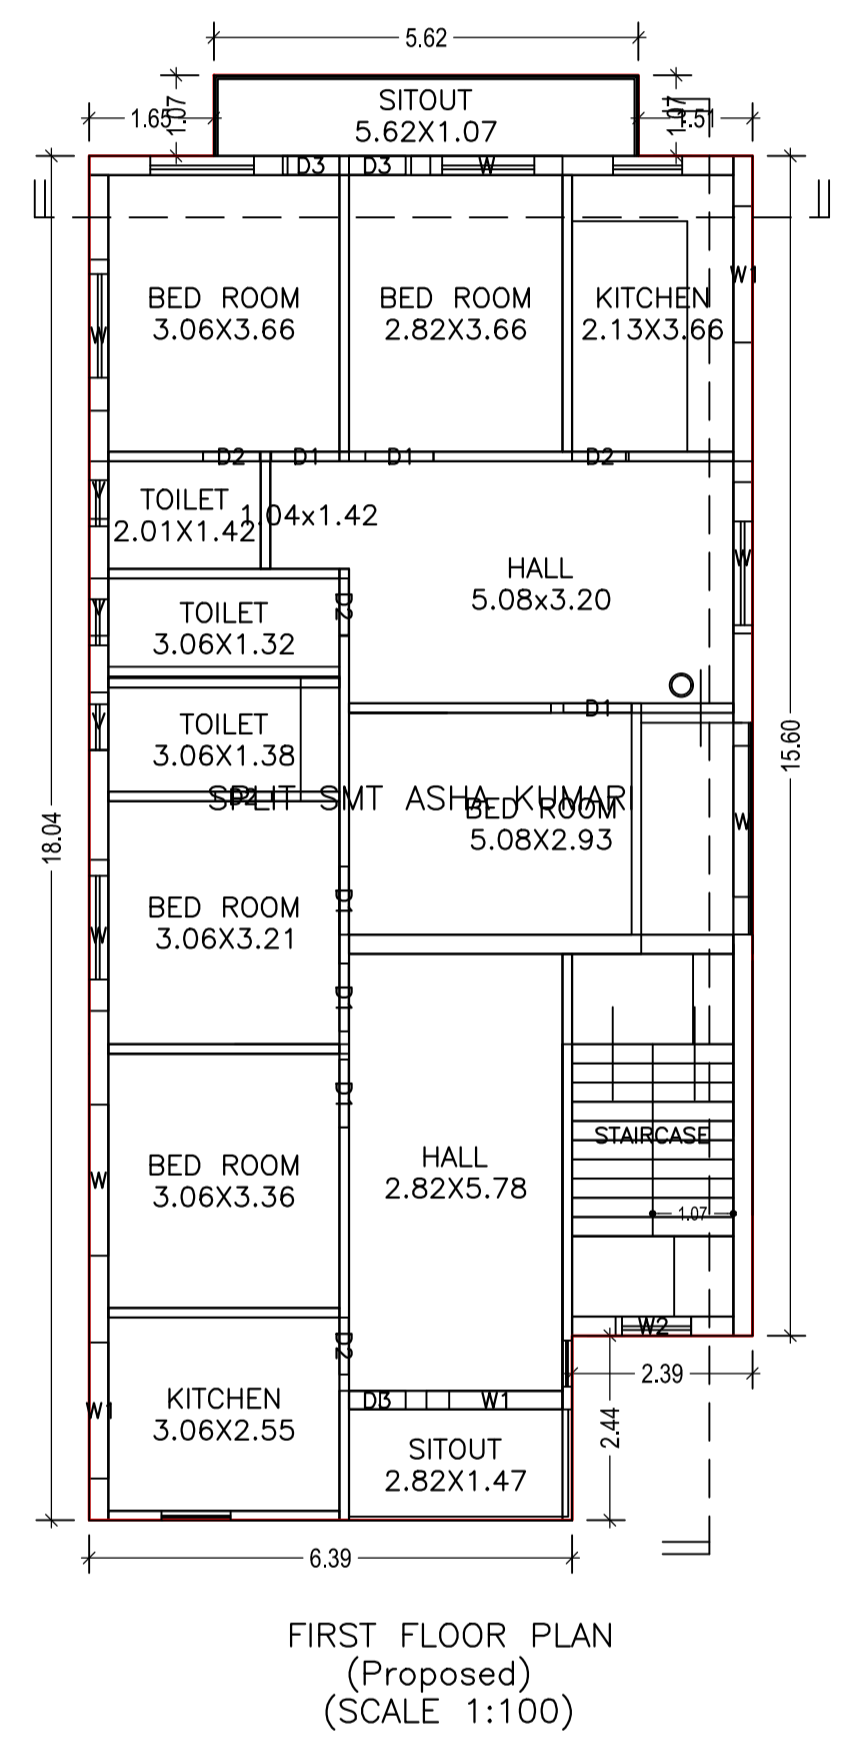 5.62
SITOUT
5.62X1.07
1.65
1.07
1.07
1.51
D3
D3
W
W1
BED ROOM
3.06X3.66
BED ROOM
2.82X3.66
KITCHEN
2.13X3.66
W
D2
D1
D1
D2
V
TOILET
2.01X1.42
1.04x1.42
HALL
5.08x3.20
W
V
TOILET
3.06X1.32
D2
D1
V
TOILET
3.06X1.38
D2
SPLIT SMT ASHA KUMARI
BED ROOM
5.08X2.93
W
15.60
18.04
BED ROOM
3.06X3.21
W
D1
D1
D1
BED ROOM
3.06X3.36
W
HALL
2.82X5.78
STAIRCASE
1.07
W2
D2
2.39
KITCHEN
3.06X2.55
W1
D3
W1
SITOUT
2.82X1.47
2.44
6.39
FIRST FLOOR PLAN
(Proposed)
(SCALE 1:100)